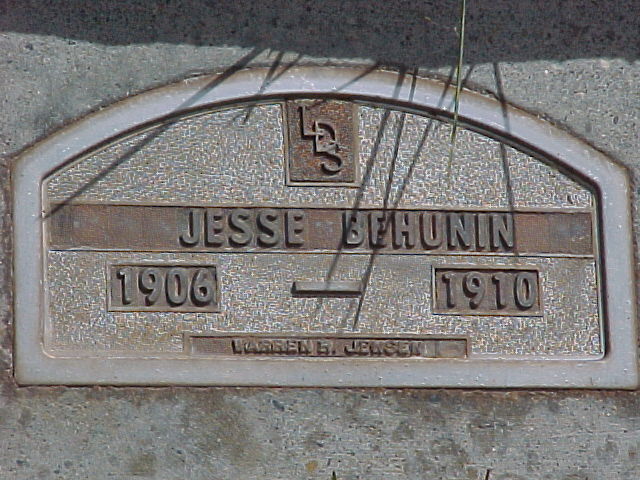 LDS
JESSE BEHUNIN
1906 — 1910
WARREN E. JENSEN